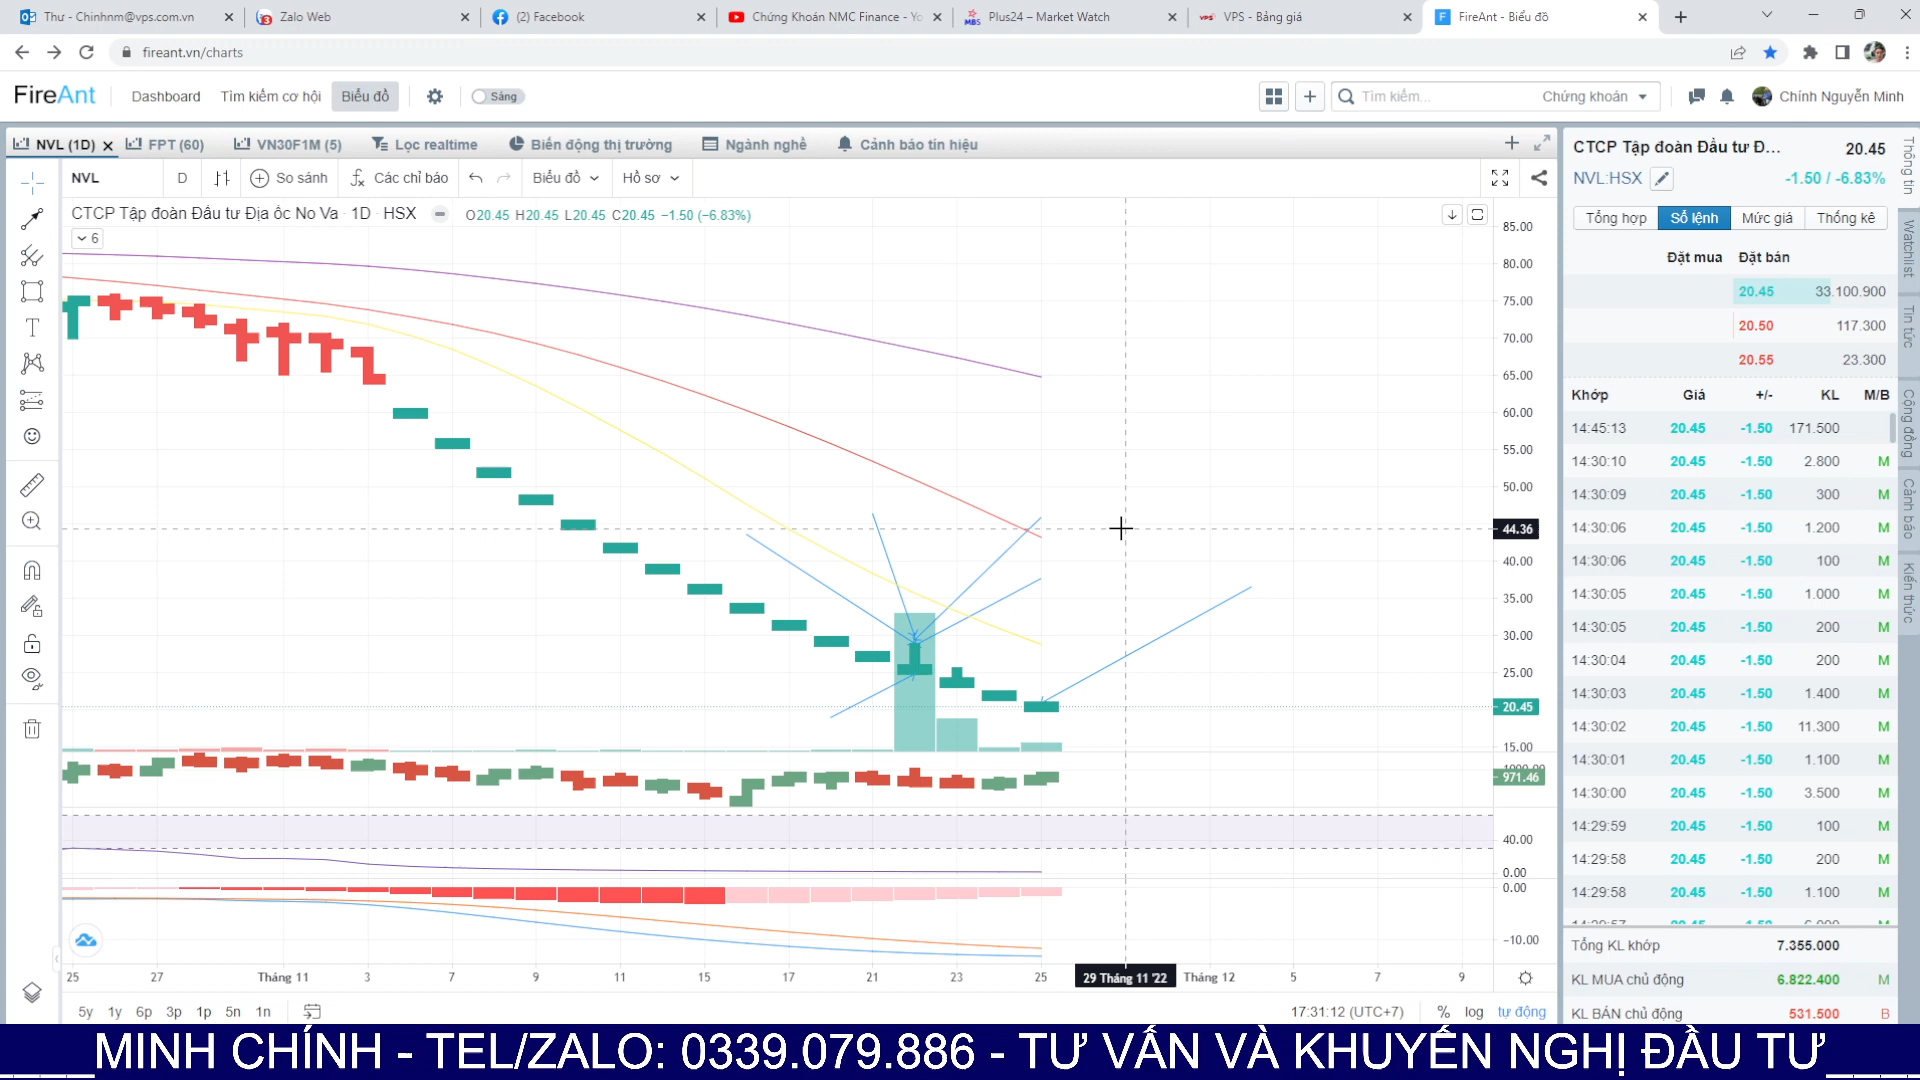 Thư - Chinhnm@vps.com.vn
Zalo Web
(2) Facebook
Chứng Khoán NMC Finance - Yo
Plus24 – Market Watch
VPS - Bảng giá
FireAnt - Biểu đồ
fireant.vn/charts
FireAnt
Dashboard
Tìm kiếm cơ hội
Biểu đồ
Sáng
Tìm kiếm...
Chứng khoán
Chính Nguyễn Minh
NVL (1D)
FPT (60)
VN30F1M (5)
Lọc realtime
Biến động thị trường
Ngành nghề
Cảnh báo tín hiệu
NVL
D
So sánh
Các chỉ báo
Biểu đồ
Hồ sơ
CTCP Tập đoàn Đầu tư Địa ốc No Va · 1D · HSX
O20.45 H20.45 L20.45 C20.45 −1.50 (−6.83%)
6
85.00
80.00
75.00
70.00
65.00
60.00
55.00
50.00
44.36
40.00
35.00
30.00
25.00
20.45
15.00
971.46
40.00
0.00
0.00
−10.00
25
27
Tháng 11
3
7
9
11
15
17
21
23
25
29 Tháng 11 '22
Tháng 12
5
7
9
5y 1y 6p 3p 1p 5n 1n
17:31:12 (UTC+7)
% log tự động
CTCP Tập đoàn Đầu tư Đ...
20.45
NVL:HSX
-1.50 / -6.83%
Tổng hợp
Sổ lệnh
Mức giá
Thống kê
Đặt mua Đặt bán
20.45 33.100.900
20.50 117.300
20.55 23.300
Khớp Giá +/- KL M/B
14:45:13 20.45 -1.50 171.500
14:30:10 20.45 -1.50 2.800 M
14:30:09 20.45 -1.50 300 M
14:30:06 20.45 -1.50 1.200 M
14:30:06 20.45 -1.50 100 M
14:30:05 20.45 -1.50 1.000 M
14:30:05 20.45 -1.50 200 M
14:30:04 20.45 -1.50 200 M
14:30:03 20.45 -1.50 1.400 M
14:30:02 20.45 -1.50 11.300 M
14:30:01 20.45 -1.50 1.100 M
14:30:00 20.45 -1.50 3.500 M
14:29:59 20.45 -1.50 100 M
14:29:58 20.45 -1.50 200 M
14:29:58 20.45 -1.50 1.100 M
Tổng KL khớp 7.355.000
KL MUA chủ động 6.822.400 M
KL BÁN chủ động 531.500 B
Thông tin
Watchlist
Tin tức
Cộng đồng
Cảnh báo
Kiến thức
____MINH CHÍNH - TEL/ZALO: 0339.079.886 - TƯ VẤN VÀ KHUYẾN NGHỊ ĐẦU TƯ____